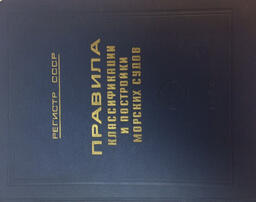 РЕГИСТР СССР
ПРАВИЛА
КЛАССИФИКАЦИИ
И ПОСТРОЙКИ
МОРСКИХ СУДОВ